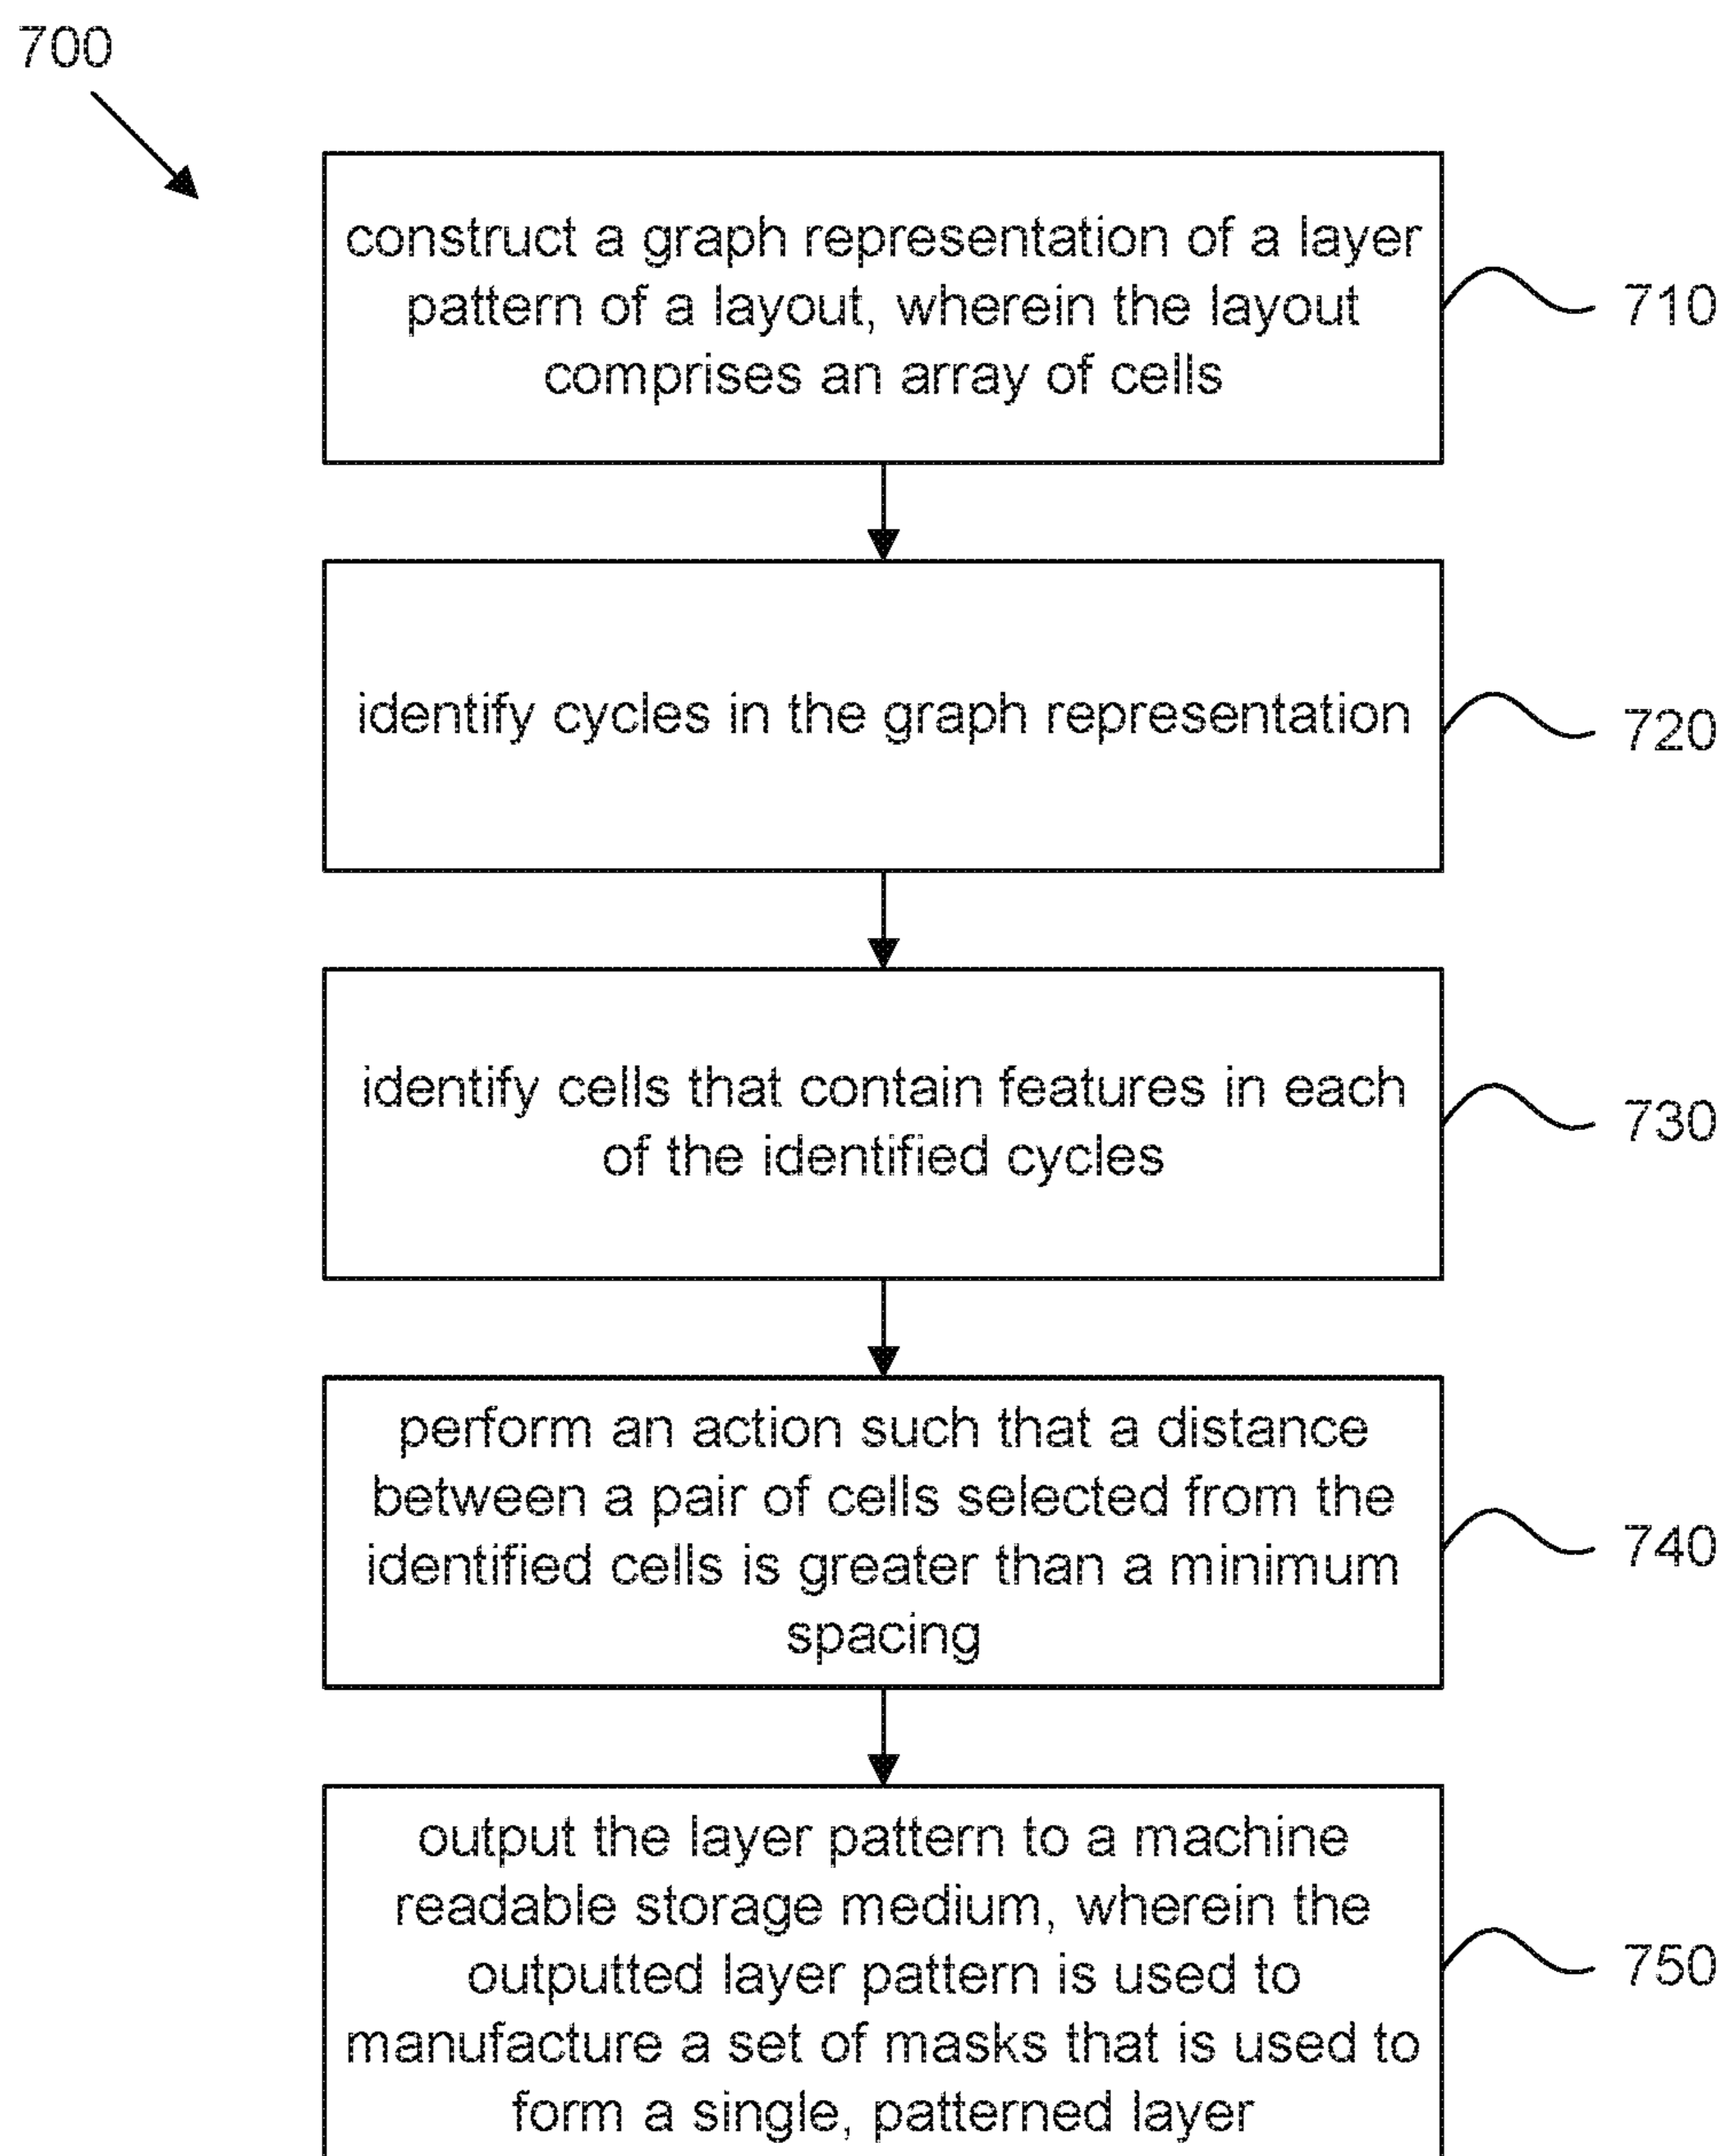 700
construct a graph representation of a layer
pattern of a layout, wherein the layout
comprises an array of cells
710
identify cycles in the graph representation
720
identify cells that contain features in each
of the identified cycles
730
perform an action such that a distance
between a pair of cells selected from the
identified cells is greater than a minimum
spacing
740
output the layer pattern to a machine
readable storage medium, wherein the
outputted layer pattern is used to
manufacture a set of masks that is used to
form a single, patterned layer
750